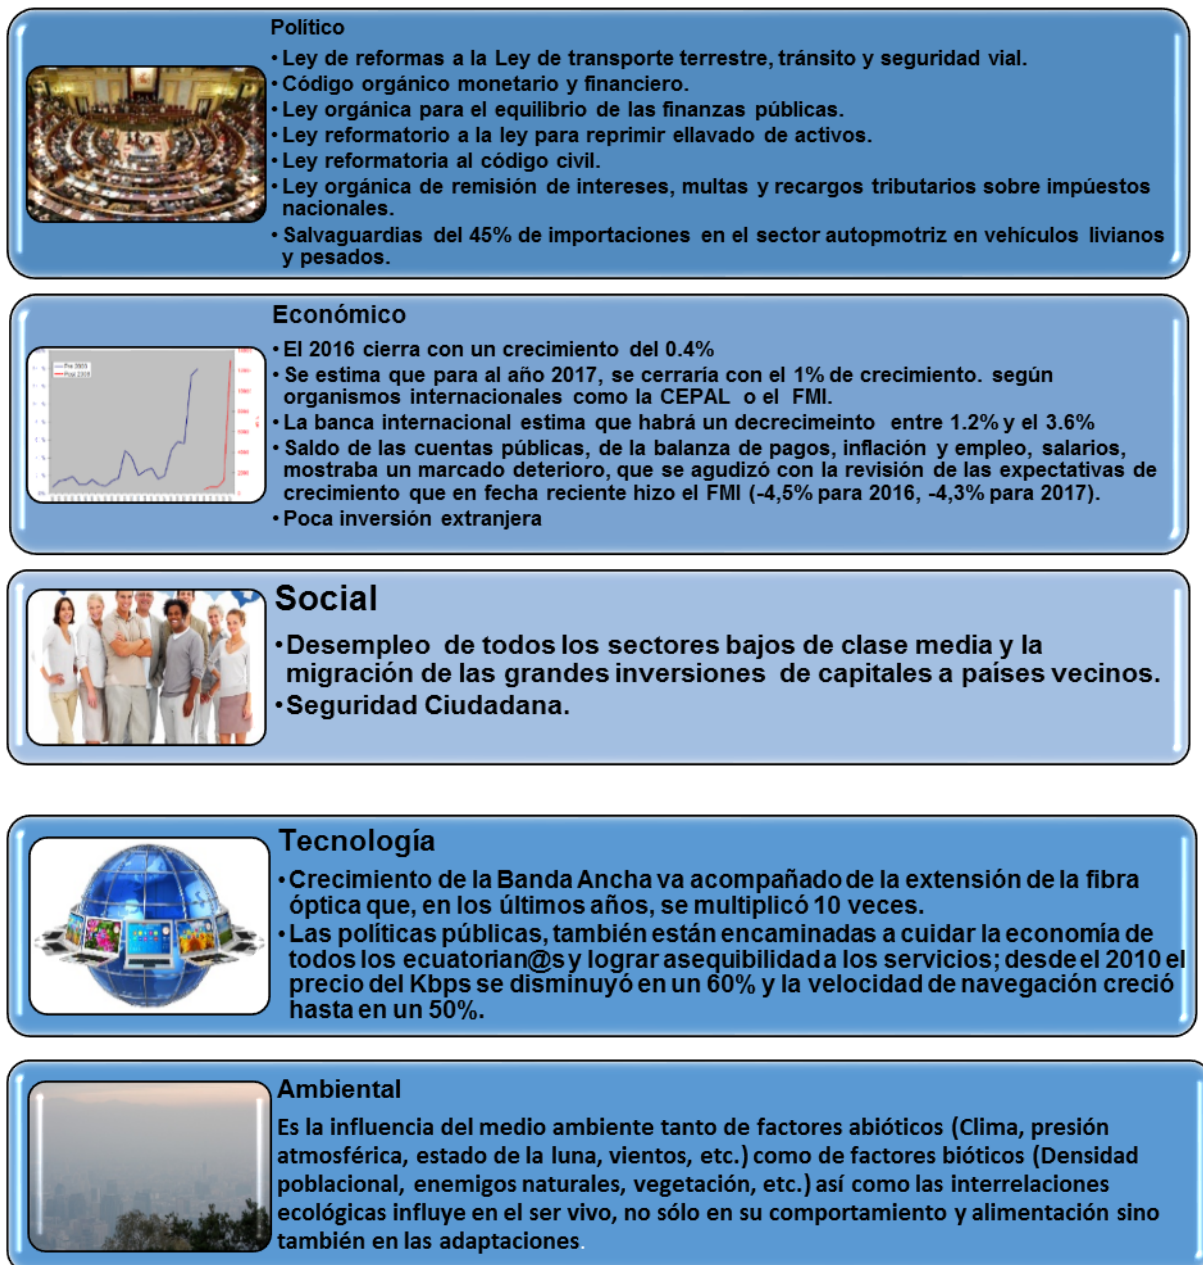 Político
• Ley de reformas a la Ley de transporte terrestre, tránsito y seguridad vial.
• Código orgánico monetario y financiero.
• Ley orgánica para el equilibrio de las finanzas públicas.
• Ley reformatorio a la ley para reprimir ellavado de activos.
• Ley reformatoria al código civil.
• Ley orgánica de remisión de intereses, multas y recargos tributarios sobre impúestos
nacionales.
• Salvaguardias del 45% de importaciones en el sector autopmotriz en vehículos livianos
y pesados.
Económico
• El 2016 cierra con un crecimiento del 0.4%
• Se estima que para al año 2017, se cerraría con el 1% de crecimiento. según
organismos internacionales como la CEPAL o el FMI.
• La banca internacional estima que habrá un decrecimeinto entre 1.2% y el 3.6%
• Saldo de las cuentas públicas, de la balanza de pagos, inflación y empleo, salarios,
mostraba un marcado deterioro, que se agudizó con la revisión de las expectativas de
crecimiento que en fecha reciente hizo el FMI (-4,5% para 2016, -4,3% para 2017).
• Poca inversión extranjera
Social
• Desempleo de todos los sectores bajos de clase media y la
migración de las grandes inversiones de capitales a países vecinos.
• Seguridad Ciudadana.
Tecnología
• Crecimiento de la Banda Ancha va acompañado de la extensión de la fibra
óptica que, en los últimos años, se multiplicó 10 veces.
• Las políticas públicas, también están encaminadas a cuidar la economía de
todos los ecuatorian@s y lograr asequibilidad a los servicios; desde el 2010 el
precio del Kbps se disminuyó en un 60% y la velocidad de navegación creció
hasta en un 50%.
Ambiental
Es la influencia del medio ambiente tanto de factores abióticos (Clima, presión
atmosférica, estado de la luna, vientos, etc.) como de factores bióticos (Densidad
poblacional, enemigos naturales, vegetación, etc.) así como las interrelaciones
ecológicas influye en el ser vivo, no sólo en su comportamiento y alimentación sino
también en las adaptaciones.